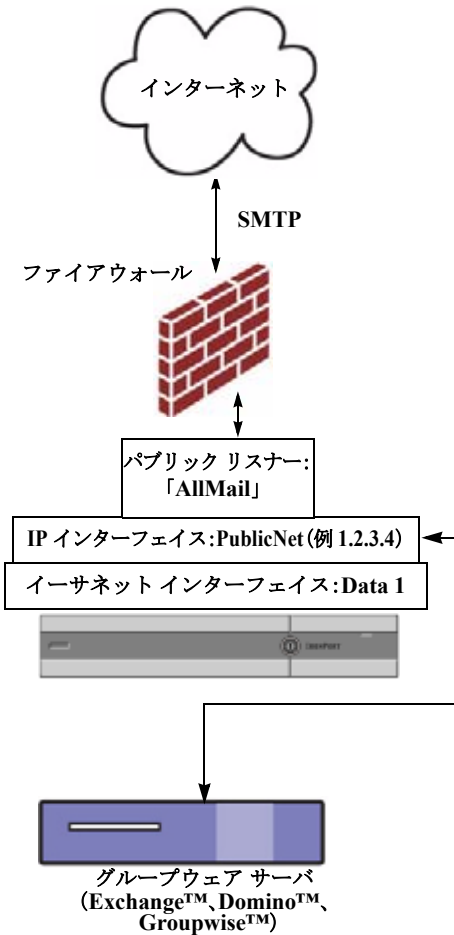 インターネット
SMTP
ファイアウォール
パブリック リスナー:
「AllMail」
IP インターフェイス:PublicNet(例 1.2.3.4)
イーサネット インターフェイス:Data 1
IRONPORT
グループウェア サーバ
(Exchange™、Domino™、
Groupwise™)